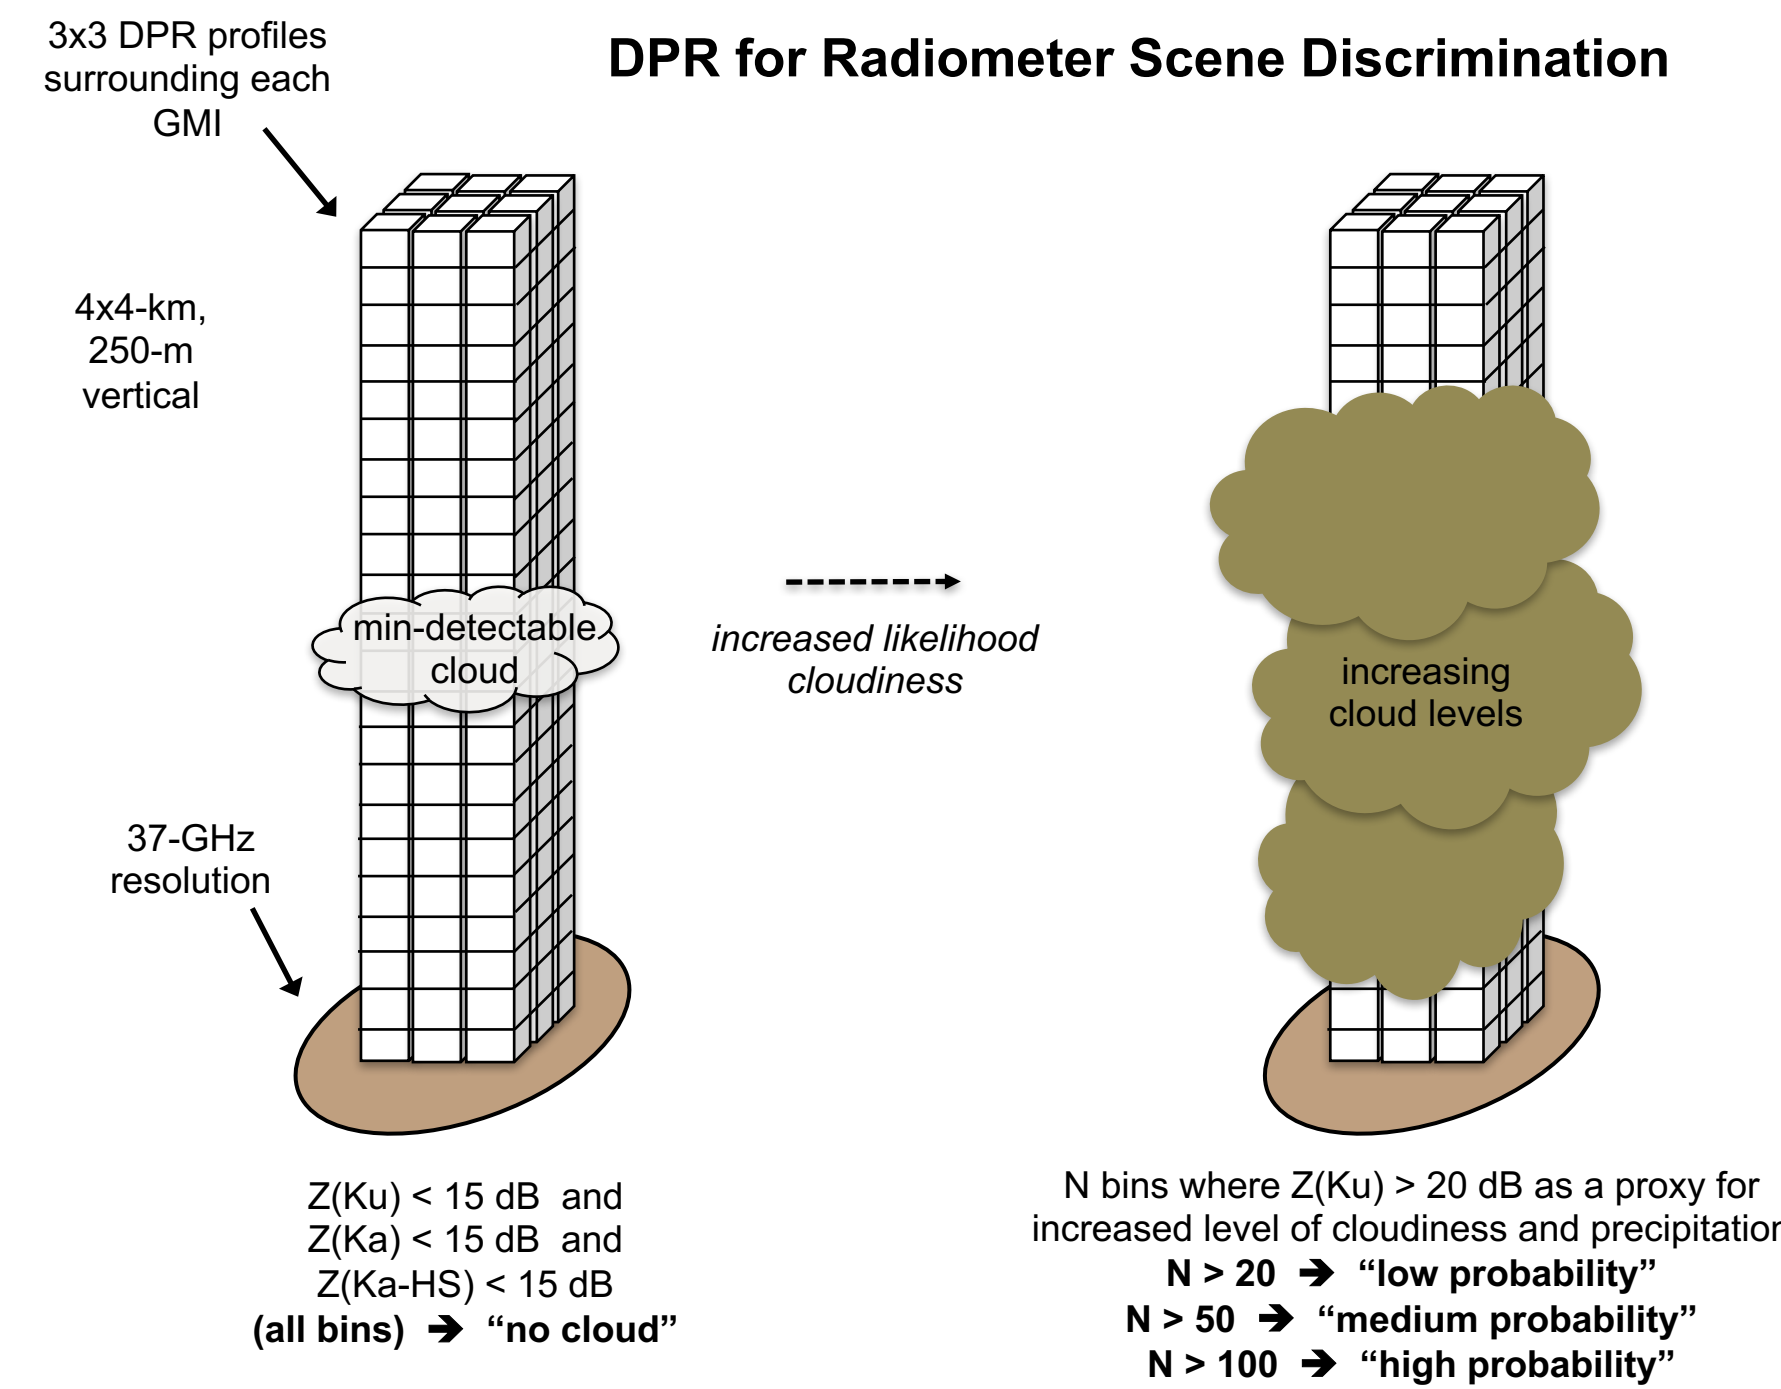 DPR for Radiometer Scene Discrimination
3x3 DPR profiles
surrounding each
GMI
4x4-km,
250-m
vertical
min-detectable
cloud
increased likelihood
cloudiness
increasing
cloud levels
37-GHz
resolution
Z(Ku) < 15 dB  and
Z(Ka) < 15 dB  and
Z(Ka-HS) < 15 dB
(all bins) ➔ “no cloud”
N bins where Z(Ku) > 20 dB as a proxy for
increased level of cloudiness and precipitation
N > 20 ➔ “low probability”
N > 50 ➔ “medium probability”
N > 100 ➔ “high probability”